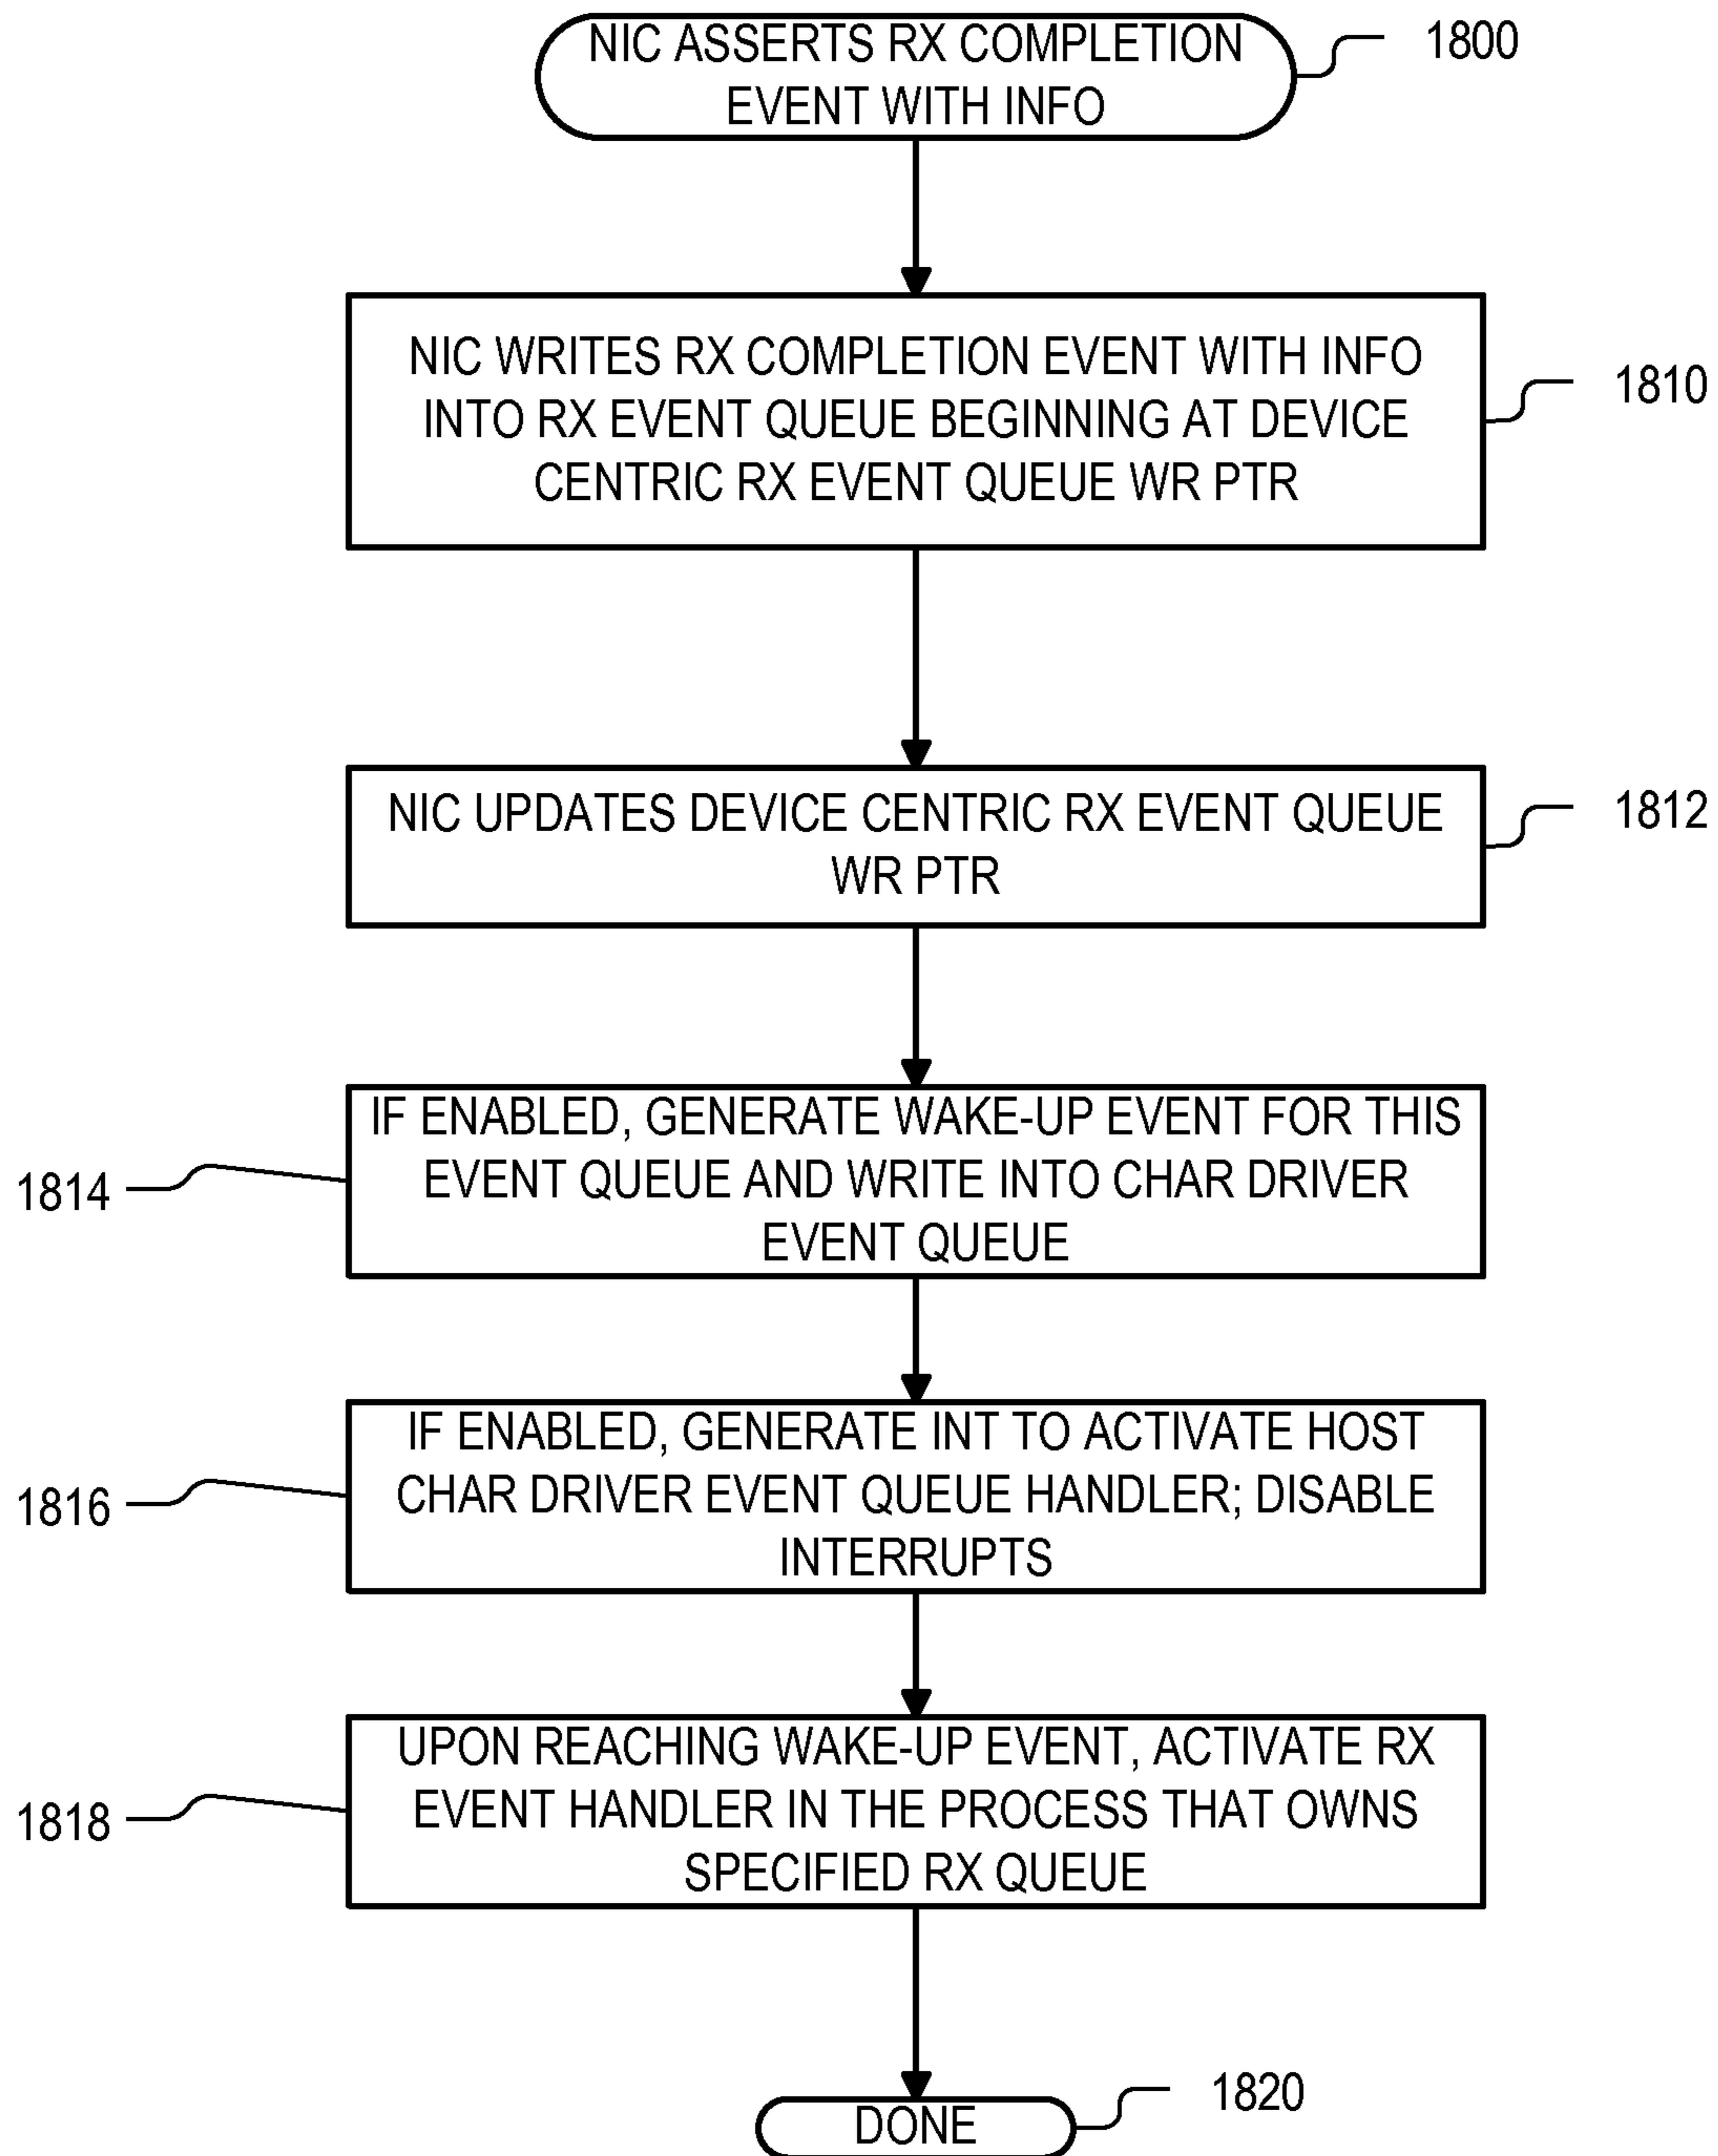 NIC ASSERTS RX COMPLETION
EVENT WITH INFO
1800
NIC WRITES RX COMPLETION EVENT WITH INFO
INTO RX EVENT QUEUE BEGINNING AT DEVICE
CENTRIC RX EVENT QUEUE WR PTR
1810
NIC UPDATES DEVICE CENTRIC RX EVENT QUEUE
WR PTR
1812
IF ENABLED, GENERATE WAKE-UP EVENT FOR THIS
EVENT QUEUE AND WRITE INTO CHAR DRIVER
EVENT QUEUE
1814
IF ENABLED, GENERATE INT TO ACTIVATE HOST
CHAR DRIVER EVENT QUEUE HANDLER; DISABLE
INTERRUPTS
1816
UPON REACHING WAKE-UP EVENT, ACTIVATE RX
EVENT HANDLER IN THE PROCESS THAT OWNS
SPECIFIED RX QUEUE
1818
DONE
1820